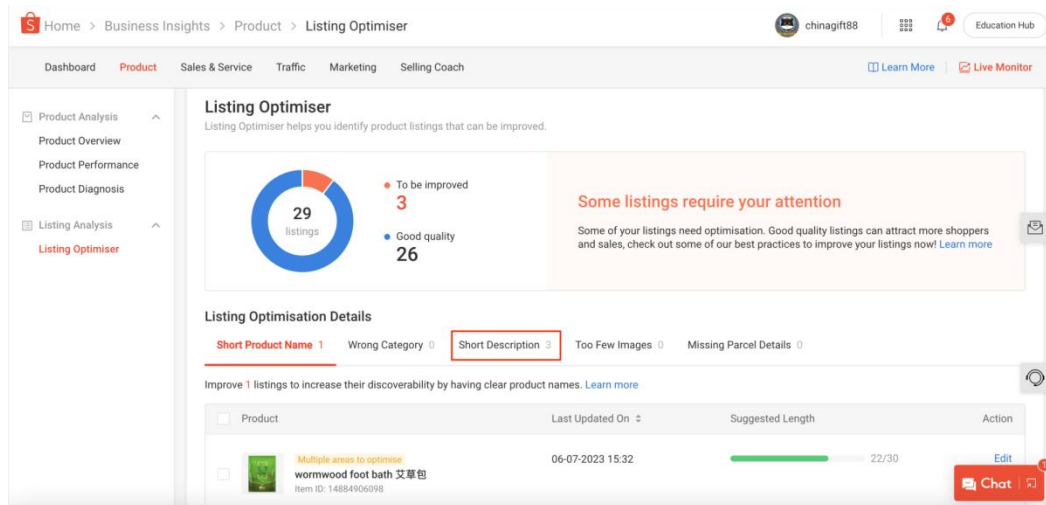 S Home > Business Insights > Product > Listing Optimiser
chinagift88
6
Education Hub
Dashboard Product Sales & Service Traffic Marketing Selling Coach
Learn More
Live Monitor
Product Analysis
Product Overview
Product Performance
Product Diagnosis
Listing Analysis
Listing Optimiser
Listing Optimiser
Listing Optimiser helps you identify product listings that can be improved.
29
listings
To be improved
3
Good quality
26
Some listings require your attention
Some of your listings need optimisation. Good quality listings can attract more shoppers
and sales, check out some of our best practices to improve your listings now! Learn more
Listing Optimisation Details
Short Product Name 1 Wrong Category 0 Short Description 3 Too Few Images 0 Missing Parcel Details 0
Improve 1 listings to increase their discoverability by having clear product names. Learn more
Product Last Updated On Suggested Length Action
Multiple areas to optimise
wormwood foot bath 艾草包
Item ID: 14884906098
06-07-2023 15:32
22/30
Edit
Chat
1